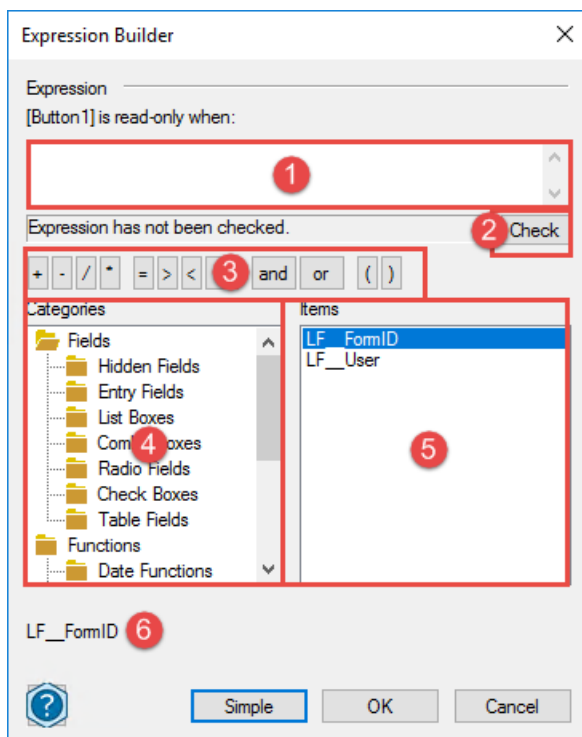 Expression Builder
Expression
[Button1] is read-only when:
1
Expression has not been checked.
2
Check
+ - / * = > < 3 and or ( )
Categories
Items
Fields
Hidden Fields
Entry Fields
List Boxes
4
Radio Fields
Check Boxes
Table Fields
Functions
Date Functions
LF__FormID
LF__User
5
LF__FormID 6
?
Simple
OK
Cancel